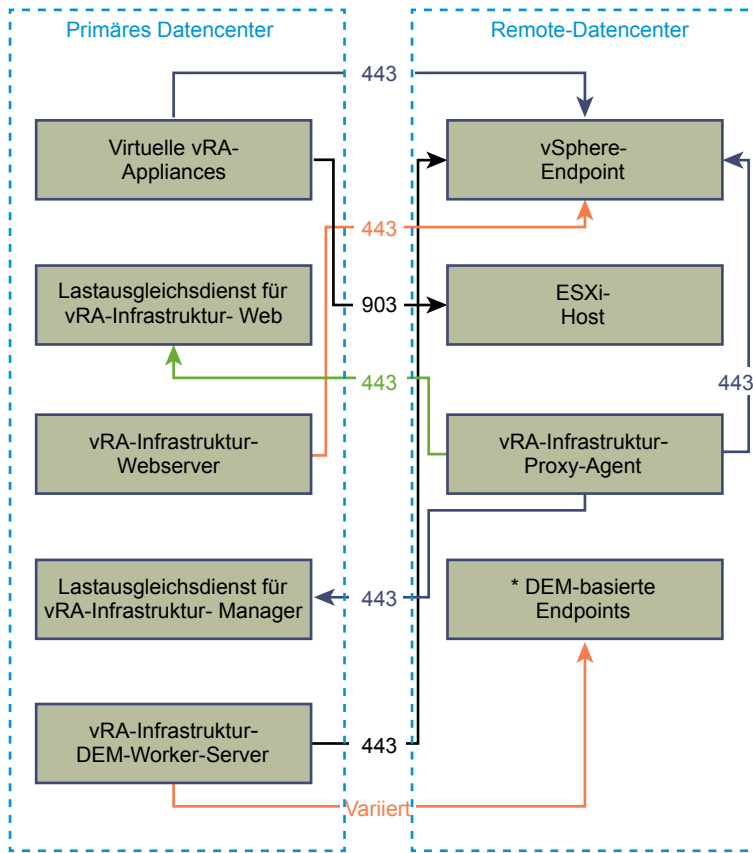 Primäres Datencenter
Remote-Datencenter
443
Virtuelle vRA-
Appliances
vSphere-
Endpoint
443
Lastausgleichsdienst für
vRA-Infrastruktur- Web
903
ESXi-
Host
443
443
vRA-Infrastruktur-
Webserver
vRA-Infrastruktur-
Proxy-Agent
Lastausgleichsdienst für
vRA-Infrastruktur- Manager
443
* DEM-basierte
Endpoints
vRA-Infrastruktur-
DEM-Worker-Server
443
Variiert